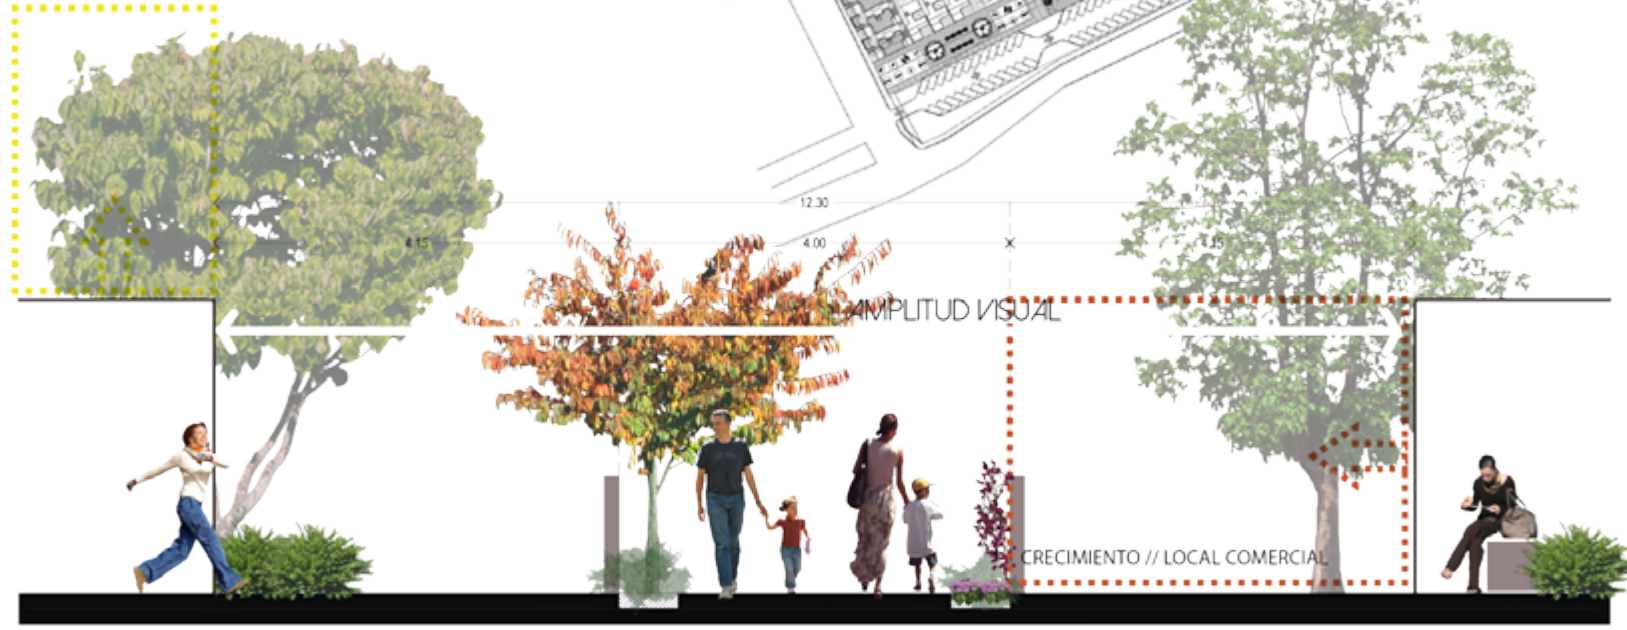 12.30
4.15
4.00
4.15
AMPLITUD VISUAL
CRECIMIENTO // LOCAL COMERCIAL